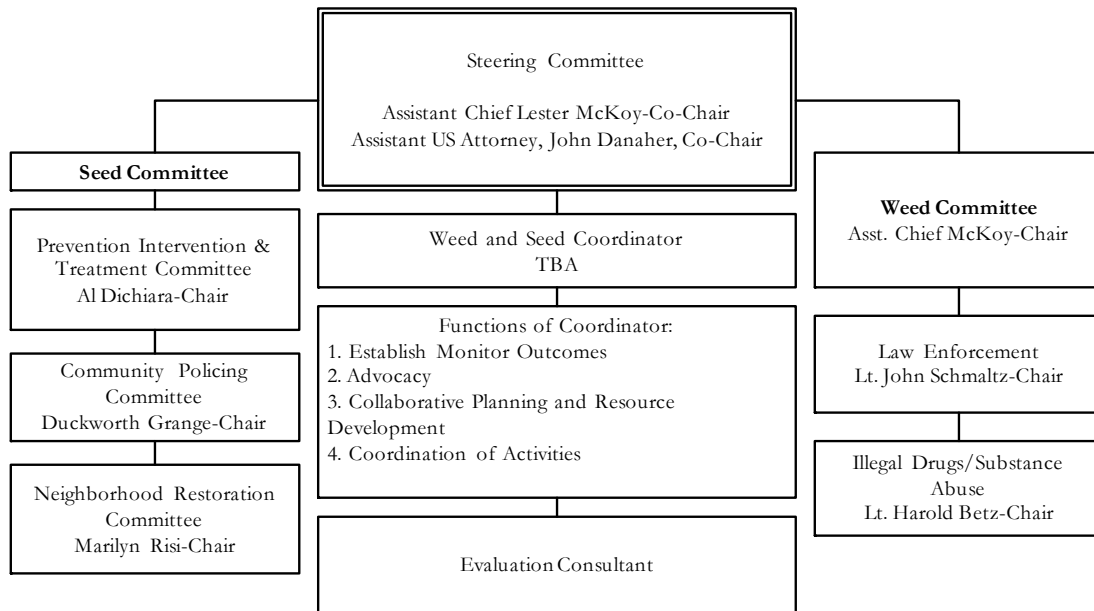 Steering Committee
Assistant Chief Lester McKoy-Co-Chair
Assistant US Attorney, John Danaher, Co-Chair
Seed Committee
Prevention Intervention &
Treatment Committee
Al Dichiara-Chair
Community Policing
Committee
Duckworth Grange-Chair
Neighborhood Restoration
Committee
Marilyn Risi-Chair
Weed and Seed Coordinator
TBA
Functions of Coordinator:
1. Establish Monitor Outcomes
2. Advocacy
3. Collaborative Planning and Resource
Development
4. Coordination of Activities
Evaluation Consultant
Weed Committee
Asst. Chief McKoy-Chair
Law Enforcement
Lt. John Schmaltz-Chair
Illegal Drugs/Substance
Abuse
Lt. Harold Betz-Chair